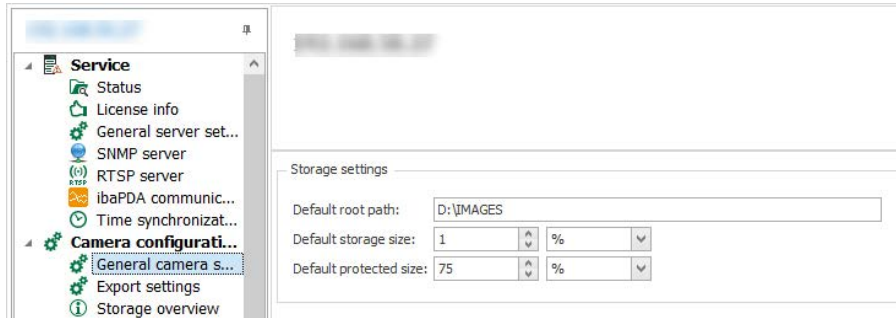 Service
Status
License info
General server set...
SNMP server
RTSP server
ibaPDA communic...
Time synchronizat...
Camera configurati...
General camera s...
Export settings
Storage overview
Storage settings
Default root path: D:\IMAGES
Default storage size: 1 %
Default protected size: 75 %